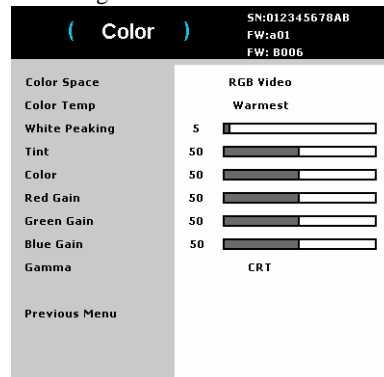 ( Color )
SN:012345678AB
FW:a01
FW: B006
Color Space RGB Video
Color Temp Warmest
White Peaking 5
Tint 50
Color 50
Red Gain 50
Green Gain 50
Blue Gain 50
Gamma CRT
Previous Menu